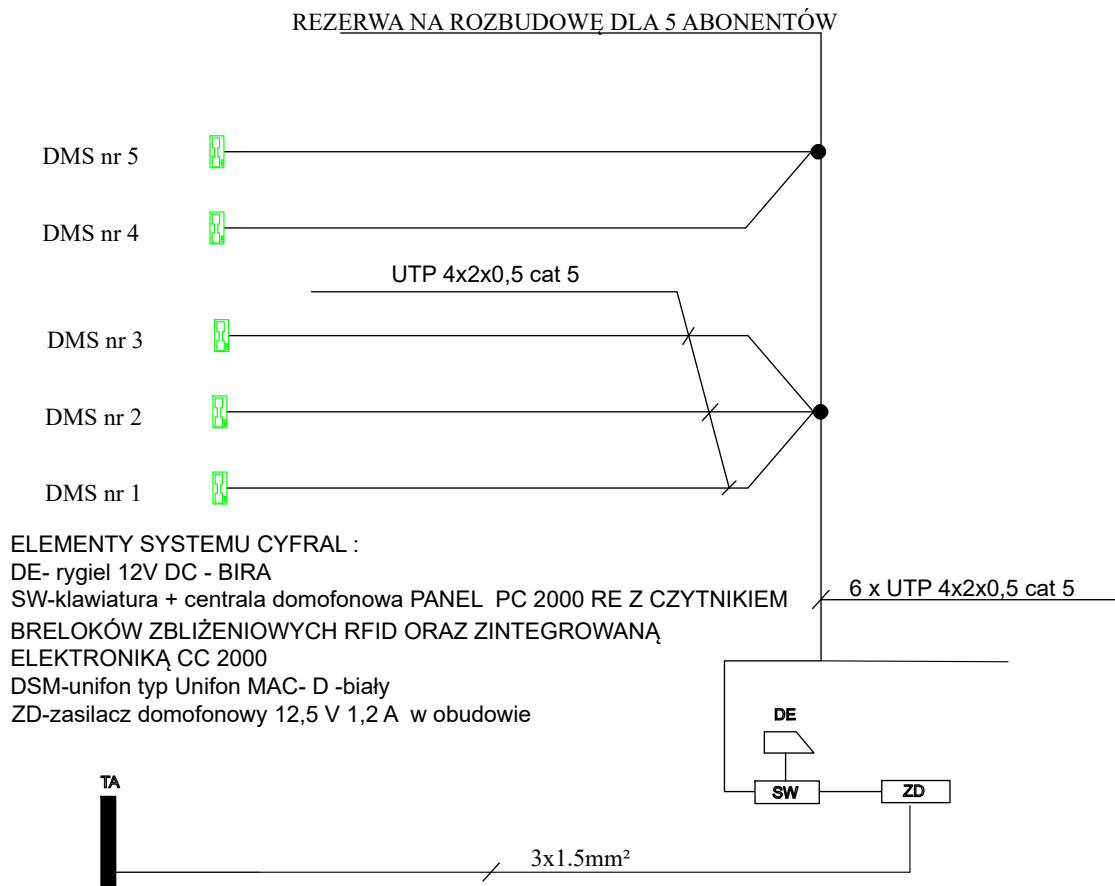 REZERWA NA ROZBUDOWĘ DLA 5 ABONENTÓW
DMS nr 5
DMS nr 4
UTP 4x2x0,5 cat 5
DMS nr 3
DMS nr 2
DMS nr 1
ELEMENTY SYSTEMU CYFRAL :
DE- rygiel 12V DC - BIRA
SW-klawiatura + centrala domofonowa PANEL PC 2000 RE Z CZYTNIKIEM
BRELOKÓW ZBLIŻENIOWYCH RFID ORAZ ZINTEGROWANĄ
ELEKTRONIKĄ CC 2000
DSM-unifon typ Unifon MAC- D -biały
ZD-zasilacz domofonowy 12,5 V 1,2 A w obudowie
6 x UTP 4x2x0,5 cat 5
DE
SW
ZD
TA
3x1.5mm²